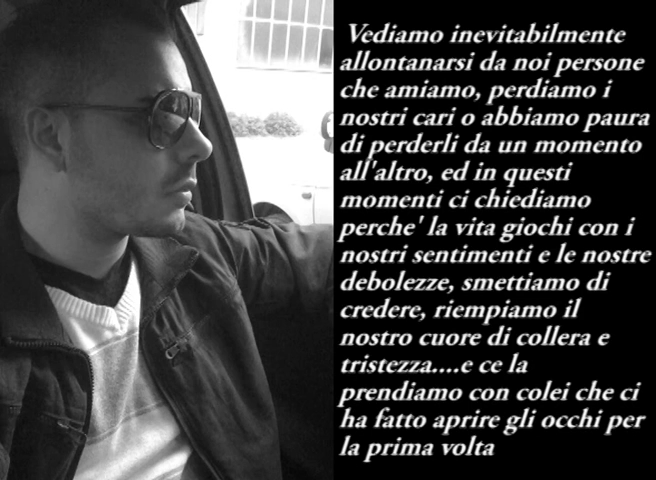 Vediamo inevitabilmente
allontanarsi da noi persone
che amiamo, perdiamo i
nostri cari o abbiamo paura
di perderli da un momento
all'altro, ed in questi
momenti ci chiediamo
perche' la vita giochi con i
nostri sentimenti e le nostre
debolezze, smettiamo di
credere, riempiamo il
nostro cuore di collera e
tristezza....e ce la
prendiamo con colei che ci
ha fatto aprire gli occhi per
la prima volta